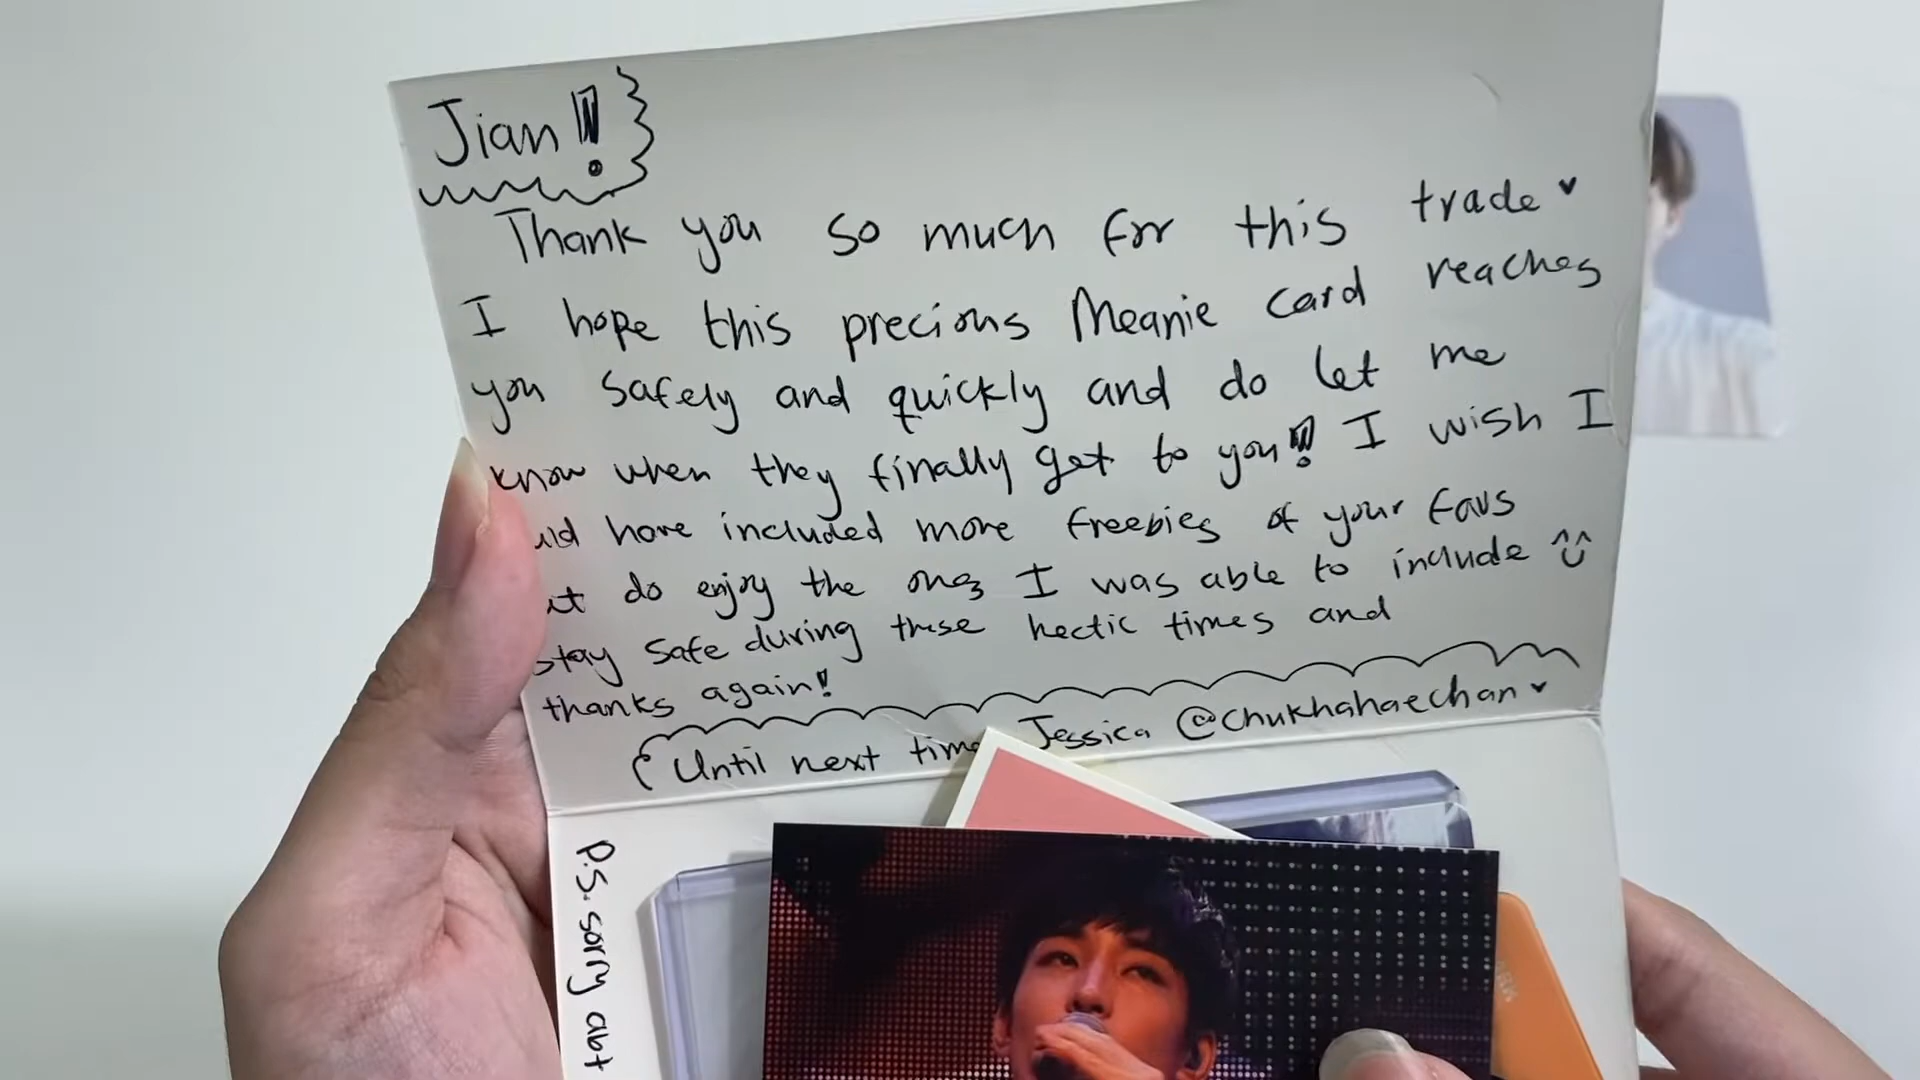 Jian!!
Thank you so much for this trade ♥
I hope this precious Meanie card reaches
you safely and quickly and do let me
know when they finally get to you!! I wish I
uld have included more freebies of your favs
ut do enjoy the ones I was able to include ^^
stay safe during these hectic times and
thanks again!
Until next time Jessica @chukhahaechan ♥
P.S. sorry abt